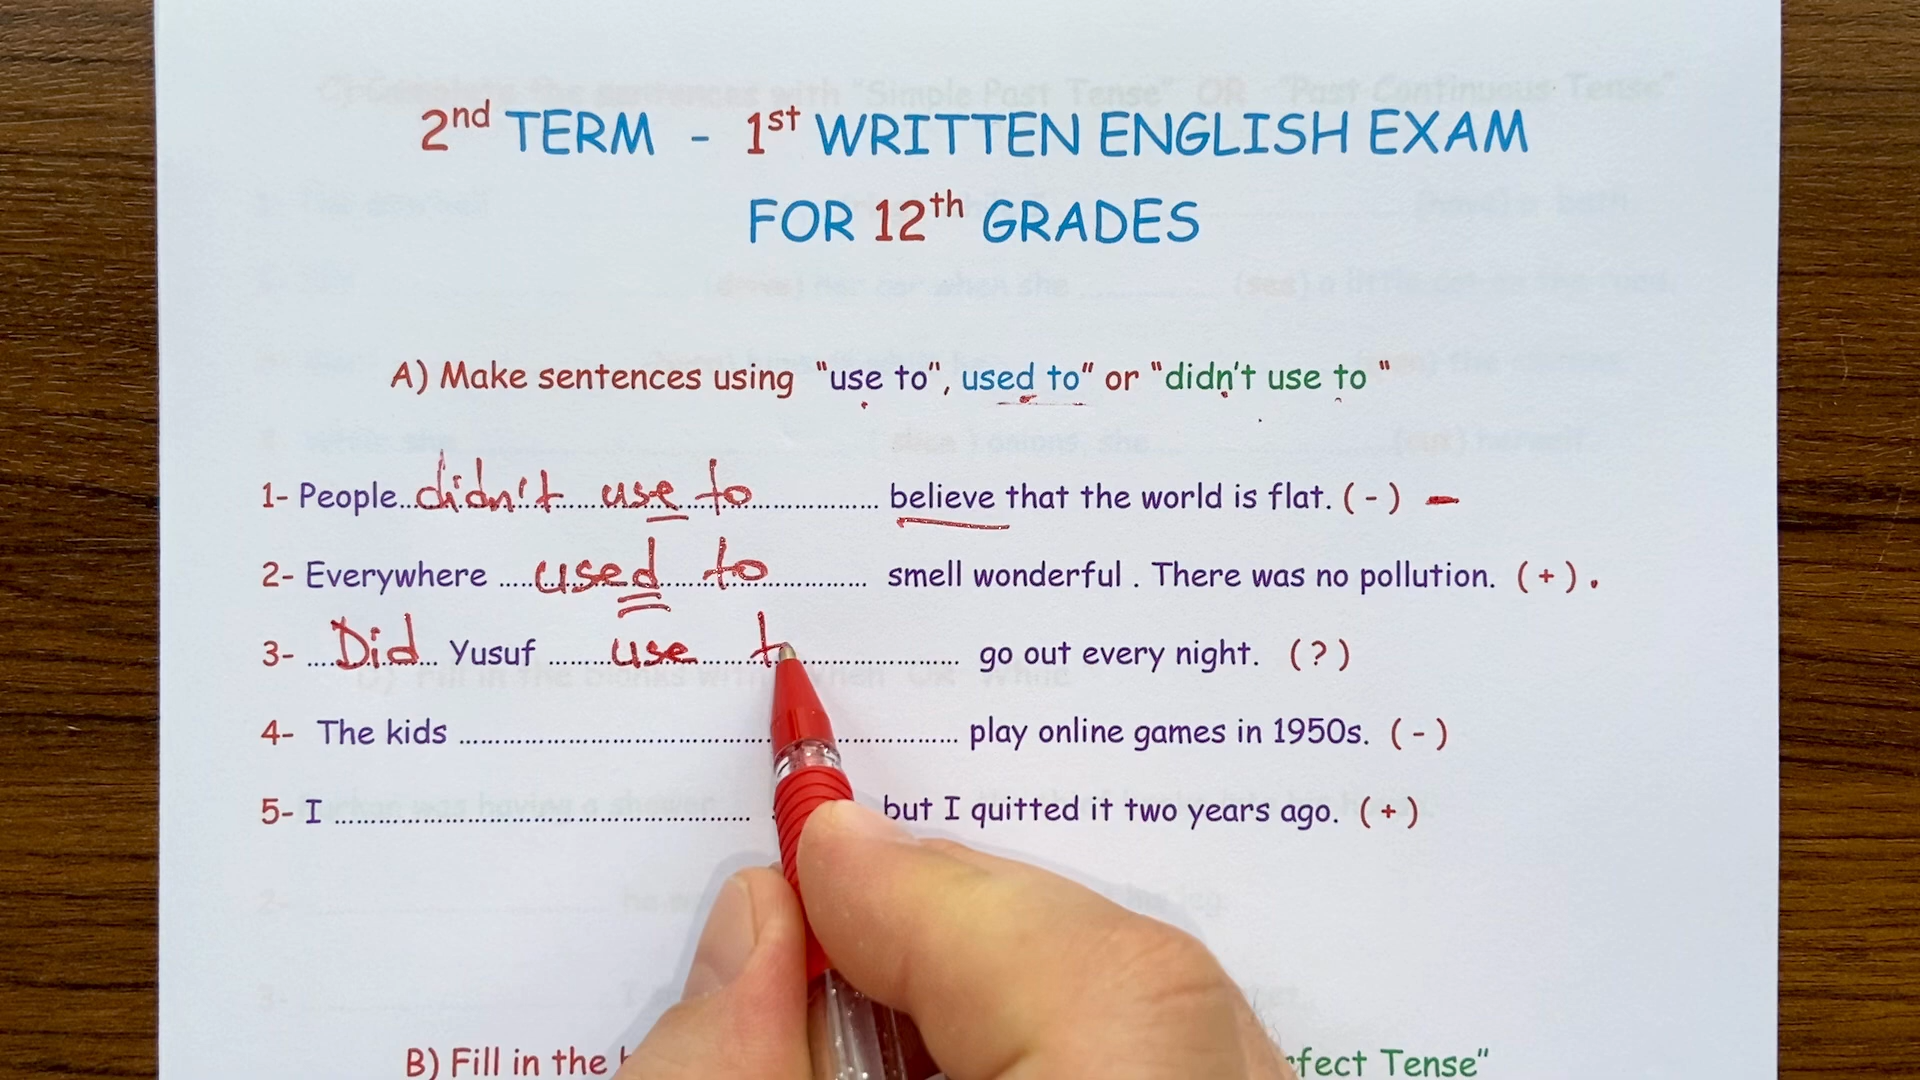 2nd TERM - 1st WRITTEN ENGLISH EXAM
FOR 12th GRADES
A) Make sentences using "use to", used to" or "didn't use to "
1- People didn't use to believe that the world is flat. ( - ) -
2- Everywhere used to smell wonderful . There was no pollution. ( + ) .
3- Did Yusuf use t go out every night. ( ? )
4- The kids .................... play online games in 1950s. ( - )
5- I .................... but I quitted it two years ago. ( + )
B) Fill in the Tense"